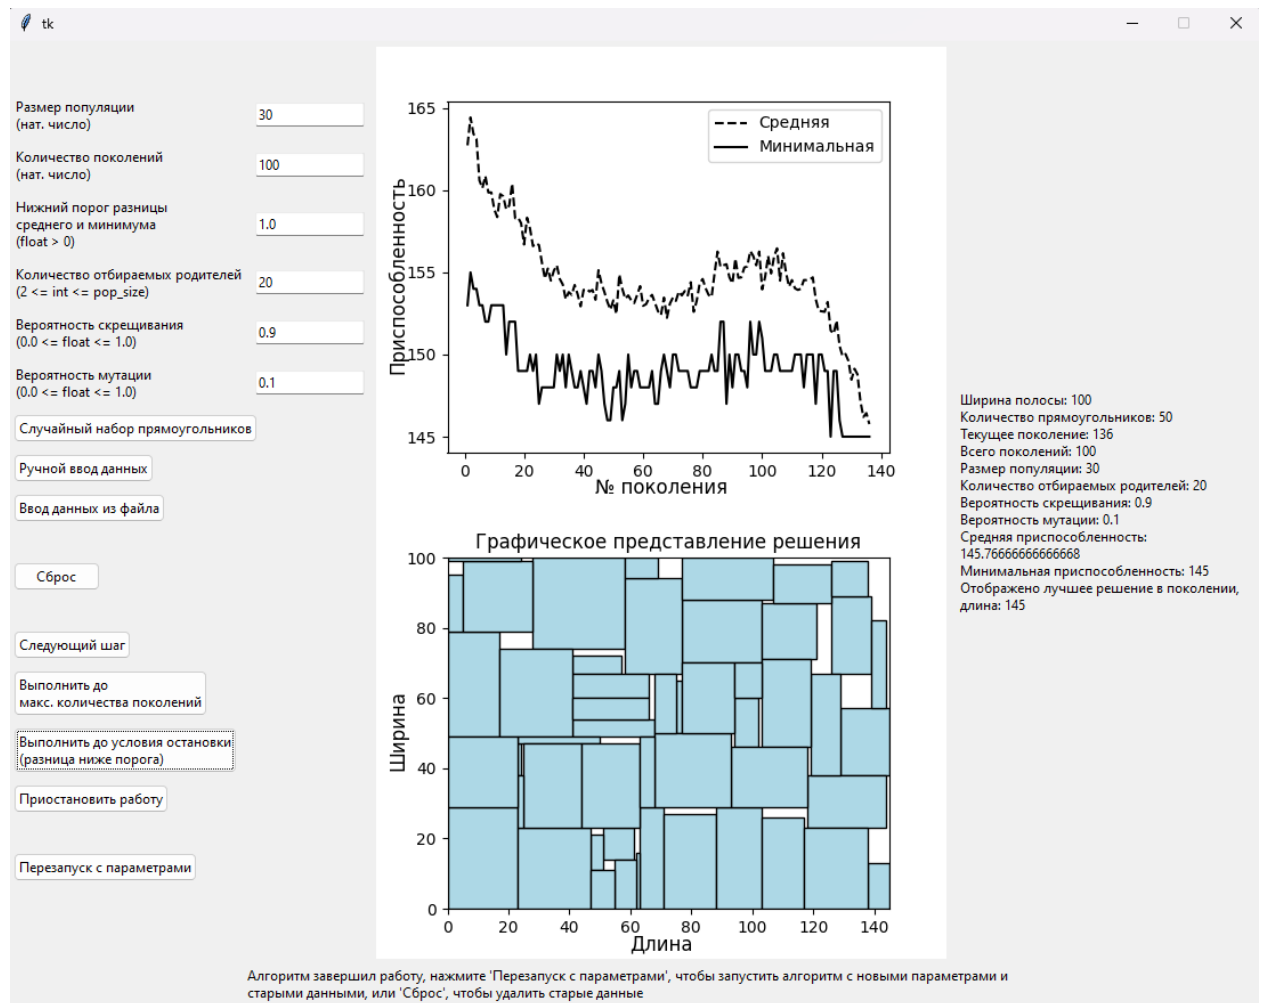 tk
Размер популяции
(нат. число)
30
Количество поколений
(нат. число)
100
Нижний порог разницы
среднего и минимума
(float > 0)
1.0
Количество отбираемых родителей
(2 <= int <= pop_size)
20
Вероятность скрещивания
(0.0 <= float <= 1.0)
0.9
Вероятность мутации
(0.0 <= float <= 1.0)
0.1
Случайный набор прямоугольников
Ручной ввод данных
Ввод данных из файла
Сброс
Следующий шаг
Выполнить до
макс. количества поколений
Выполнить до условия остановки
(разница ниже порога)
Приостановить работу
Перезапуск с параметрами
Приспособленность
165
160
155
150
145
Средняя
Минимальная
0 20 40 60 80 100 120 140
№ поколения
Графическое представление решения
Ширина
100
80
60
40
20
0
0 20 40 60 80 100 120 140
Длина
Ширина полосы: 100
Количество прямоугольников: 50
Текущее поколение: 136
Всего поколений: 100
Размер популяции: 30
Количество отбираемых родителей: 20
Вероятность скрещивания: 0.9
Вероятность мутации: 0.1
Средняя приспособленность:
145.76666666666668
Минимальная приспособленность: 145
Отображено лучшее решение в поколении,
длина: 145
Алгоритм завершил работу, нажмите 'Перезапуск с параметрами', чтобы запустить алгоритм с новыми параметрами и
старыми данными, или 'Сброс', чтобы удалить старые данные